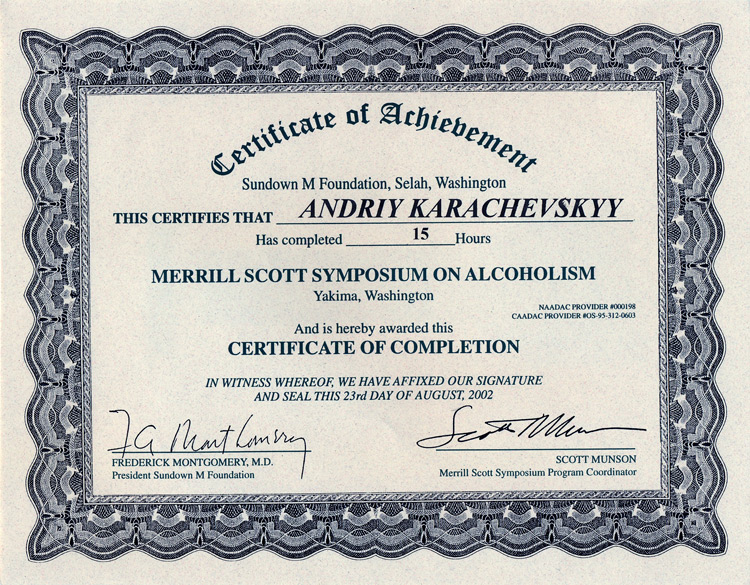 Certificate of Achievement
Sundown M Foundation, Selah, Washington
THIS CERTIFIES THAT ANDRIY KARACHEVSKYY
Has completed 15 Hours
MERRILL SCOTT SYMPOSIUM ON ALCOHOLISM
Yakima, Washington
NAADAC PROVIDER #000198
CAADAC PROVIDER #OS-95-312-0603
And is hereby awarded this
CERTIFICATE OF COMPLETION
IN WITNESS WHEREOF, WE HAVE AFFIXED OUR SIGNATURE
AND SEAL THIS 23rd DAY OF AUGUST, 2002
F G Montgomery
Scott Munson
FREDERICK MONTGOMERY, M.D.
President Sundown M Foundation
SCOTT MUNSON
Merrill Scott Symposium Program Coordinator